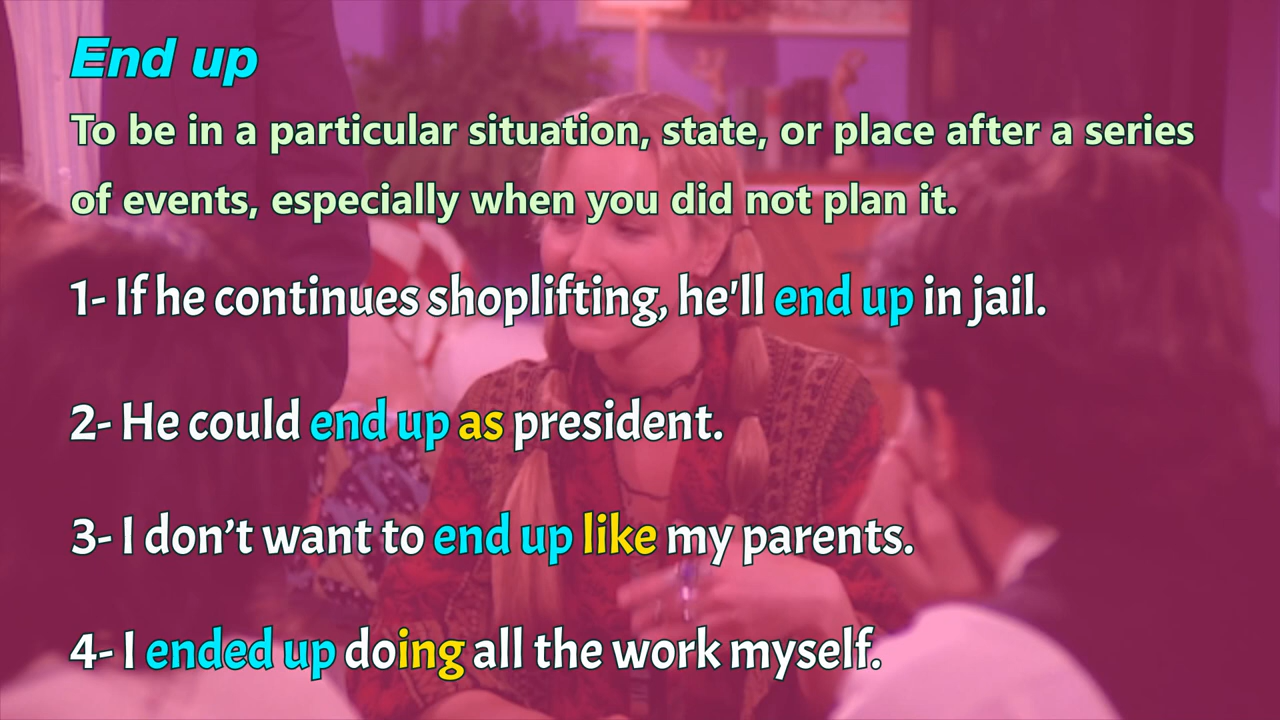 End up
To be in a particular situation, state, or place after a series
of events, especially when you did not plan it.
1- If he continues shoplifting, he'll end up in jail.
2- He could end up as president.
3- I don’t want to end up like my parents.
4- I ended up doing all the work myself.